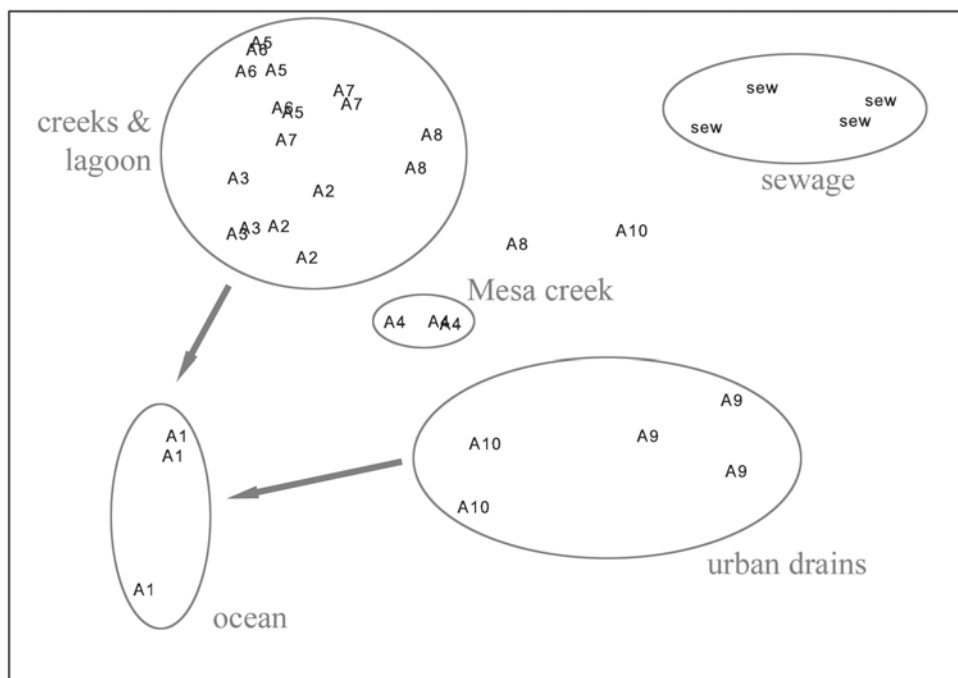 A5
A6
A6
A5
A7
A7
A6
A5
A7
A8
A8
creeks &
lagoon
A3
A2
A3
A3
A2
A2
sew
sew
sew
sew
sewage
A8
A10
Mesa creek
A4
A4
A4
A1
A1
A1
ocean
A9
A10
A9
A9
A10
urban drains